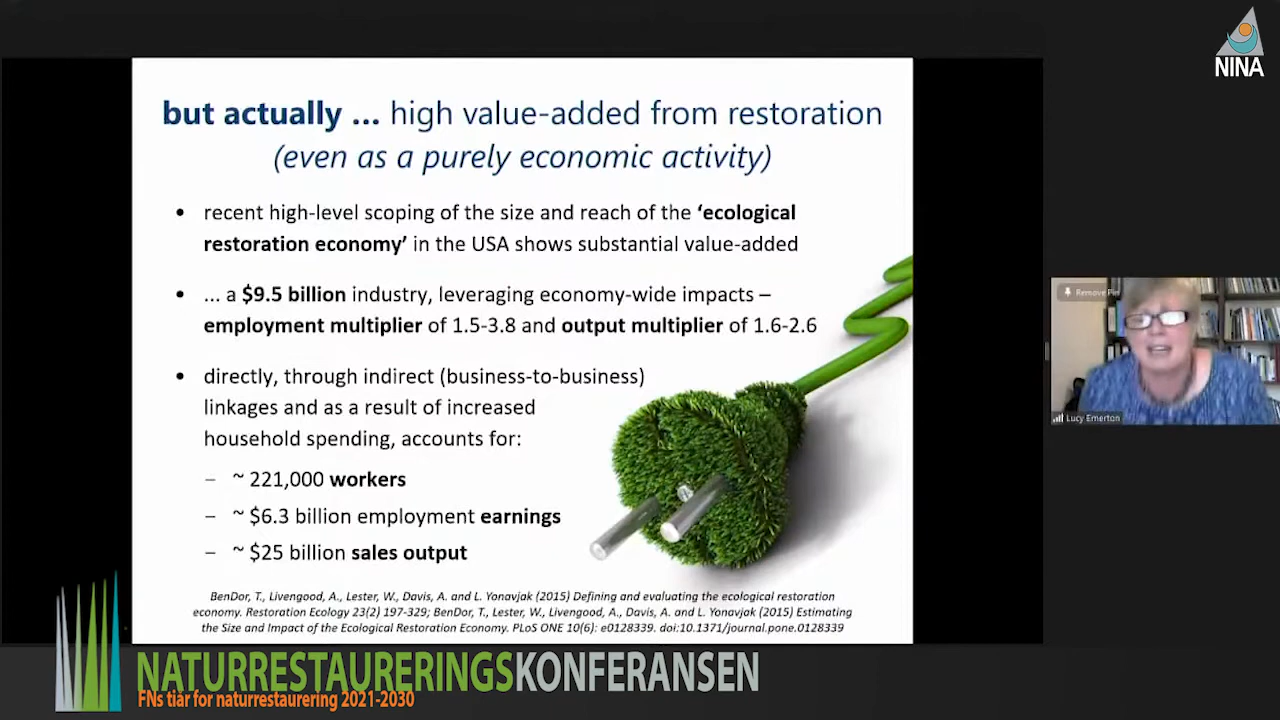 NINA
but actually ... high value-added from restoration
(even as a purely economic activity)
• recent high-level scoping of the size and reach of the ‘ecological
restoration economy’ in the USA shows substantial value-added
• ... a $9.5 billion industry, leveraging economy-wide impacts –
employment multiplier of 1.5-3.8 and output multiplier of 1.6-2.6
• directly, through indirect (business-to-business)
linkages and as a result of increased
household spending, accounts for:
– ~ 221,000 workers
– ~ $6.3 billion employment earnings
– ~ $25 billion sales output
BenDor, T., Livengood, A., Lester, W., Davis, A. and L. Yonavjak (2015) Defining and evaluating the ecological restoration
economy. Restoration Ecology 23(2) 197-329; BenDor, T., Lester, W., Livengood, A., Davis, A. and L. Yonavjak (2015) Estimating
the Size and Impact of the Ecological Restoration Economy. PLoS ONE 10(6): e0128339. doi:10.1371/journal.pone.0128339
Remove Pin
Lucy Emerton
NATURRESTAURERINGSKONFERANSEN
FNs tiår for naturrestaurering 2021-2030